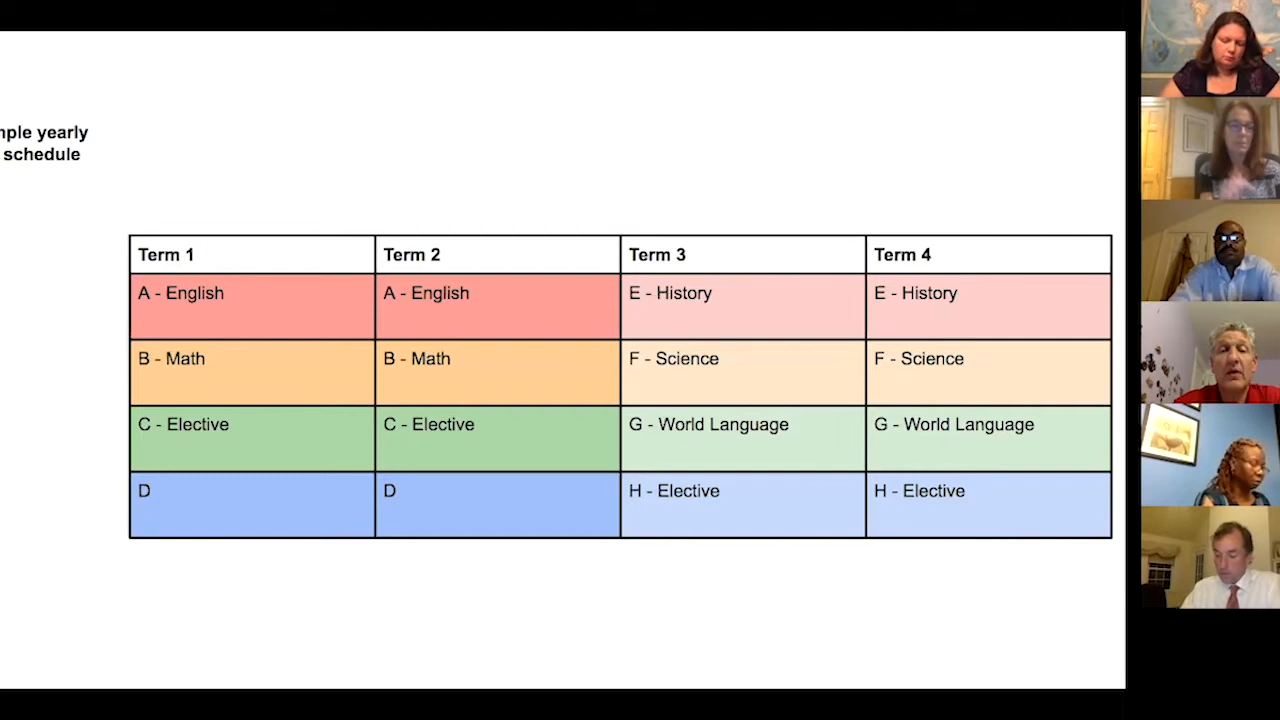 mple yearly
schedule
Term 1 Term 2 Term 3 Term 4
A - English A - English E - History E - History
B - Math B - Math F - Science F - Science
C - Elective C - Elective G - World Language G - World Language
D D H - Elective H - Elective